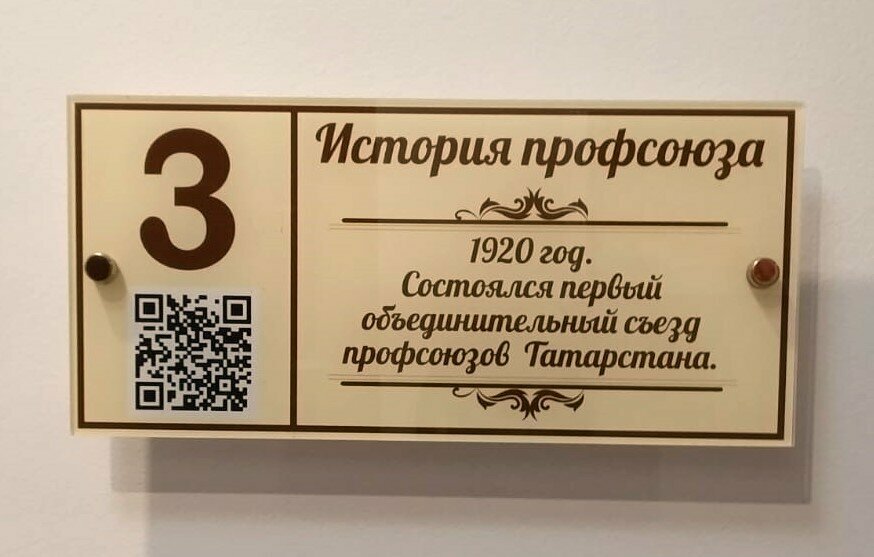 3
История профсоюза
1920 год.
Состоялся первый
объединительный съезд
профсоюзов Татарстана.